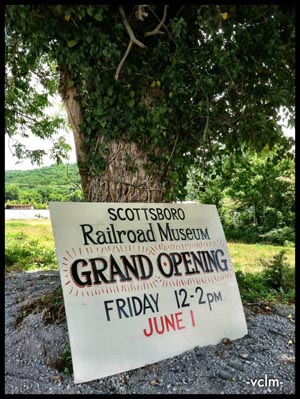 SCOTTSBORO
Railroad Museum
GRAND OPENING
FRIDAY 12-2PM
JUNE 1
-vclm-